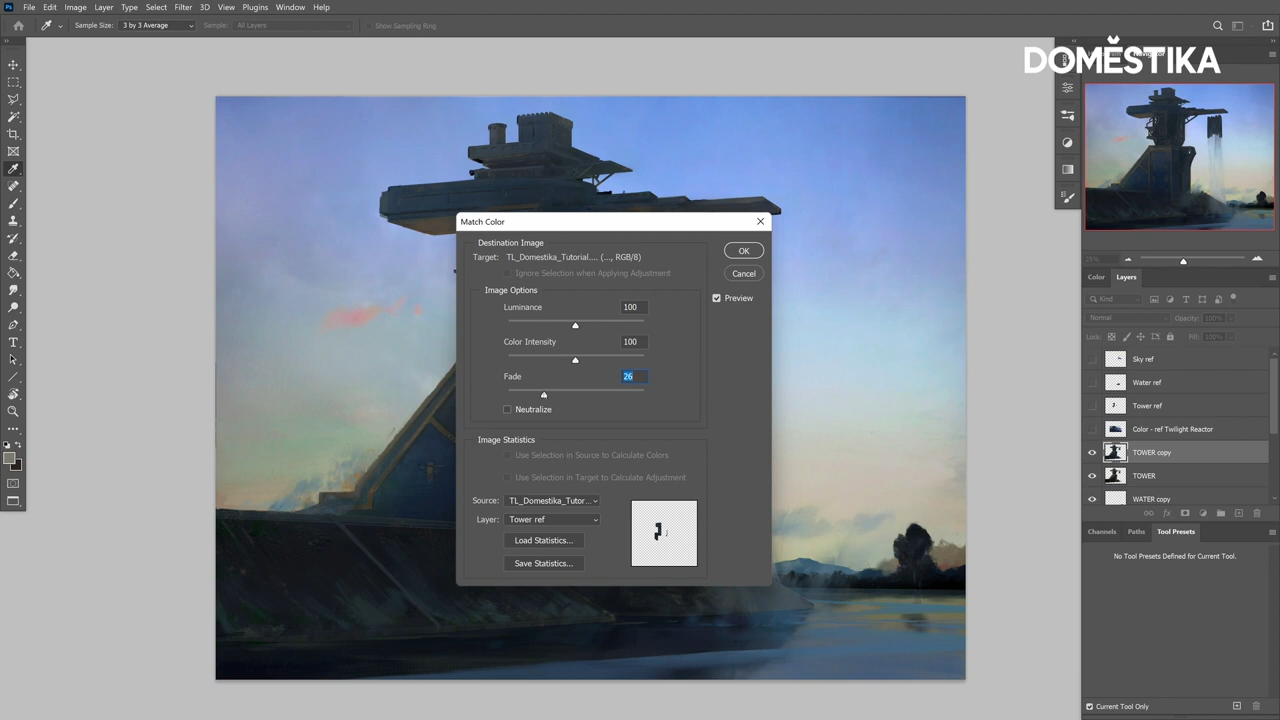 Ps File Edit Image Layer Type Select Filter 3D View Plugins Window Help
Sample Size: 3 by 3 Average Sample: All Layers Show Sampling Ring
DOMĔSTIKA
25%
Color Layers
Kind
Normal Opacity: 100%
Lock: Fill: 100%
Sky ref
Water ref
Tower ref
Color - ref Twilight Reactor
TOWER copy
TOWER
WATER copy
Channels Paths Tool Presets
No Tool Presets Defined for Current Tool.
Current Tool Only
Match Color
Destination Image
Target: TL_Domestika_Tutorial.... (..., RGB/8)
Ignore Selection when Applying Adjustment
Image Options
Luminance 100
Color Intensity 100
Fade 26
Neutralize
Image Statistics
Use Selection in Source to Calculate Colors
Use Selection in Target to Calculate Adjustment
Source: TL_Domestika_Tutor...
Layer: Tower ref
Load Statistics...
Save Statistics...
OK
Cancel
Preview